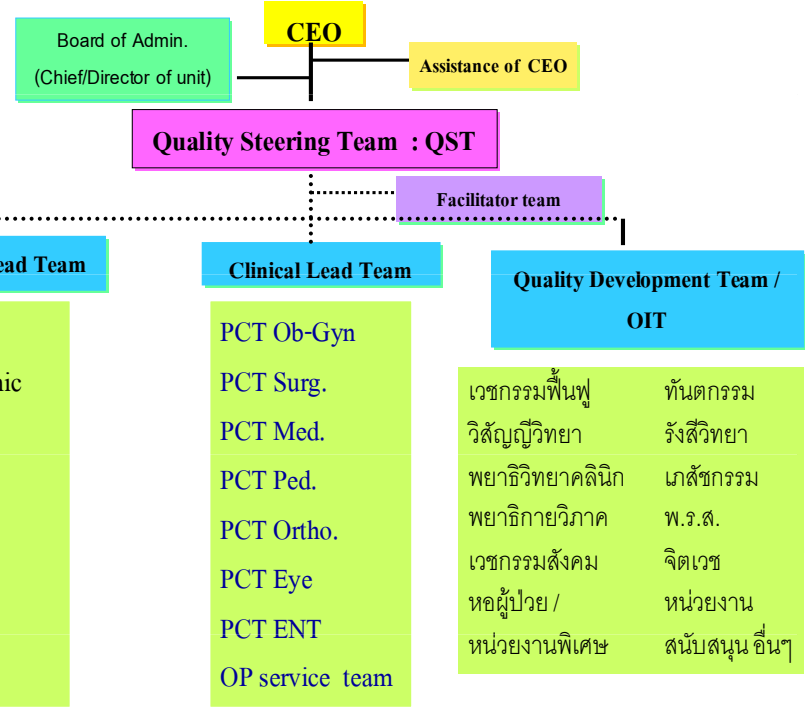 CEO
Board of Admin.
(Chief/Director of unit)
Assistance of CEO
Quality Steering Team : QST
Facilitator team
Team
Clinical Lead Team
PCT Ob-Gyn
PCT Surg.
PCT Med.
PCT Ped.
PCT Ortho.
PCT Eye
PCT ENT
OP service team
Quality Development Team /
OIT
เวชกรรมฟื้นฟู ทันตกรรม
วิสัญญีวิทยา รังสีวิทยา
พยาธิวิทยาคลินิก เภสัชกรรม
พยาธิกายวิภาค พ.ร.ส.
เวชกรรมสังคม จิตเวช
หอผู้ป่วย / หน่วยงาน
หน่วยงานพิเศษ สนับสนุน อื่นๆ